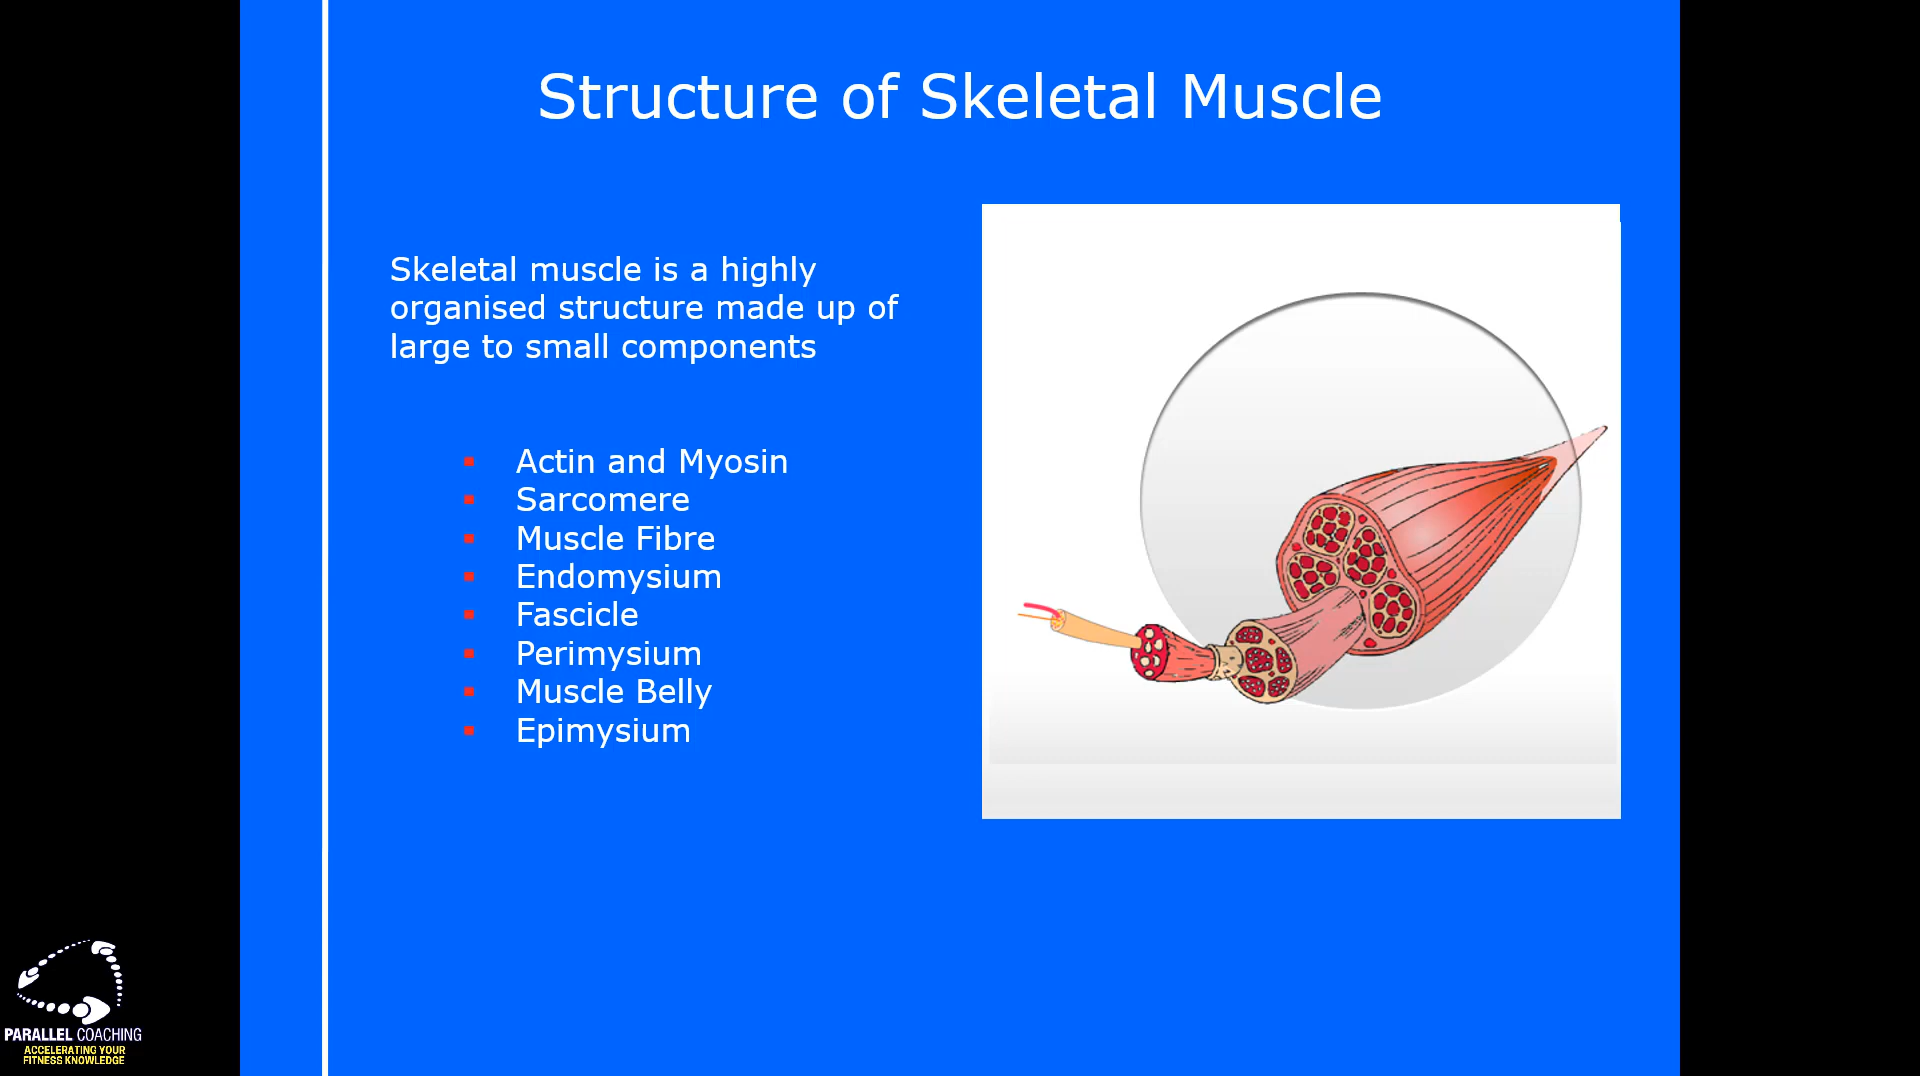 Structure of Skeletal Muscle
Skeletal muscle is a highly
organised structure made up of
large to small components
Actin and Myosin
Sarcomere
Muscle Fibre
Endomysium
Fascicle
Perimysium
Muscle Belly
Epimysium
PARALLEL COACHING
ACCELERATING YOUR
FITNESS KNOWLEDGE